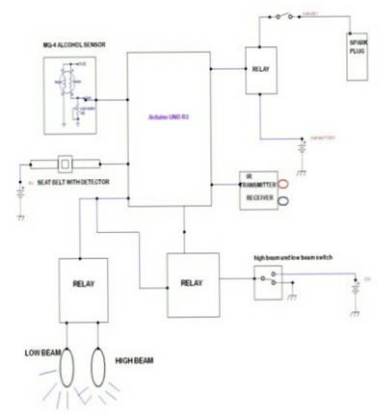 MQ-4 ALCOHOL SENSOR
Arduino UNO R3
RELAY
SPARK
PLUG
SEAT BELT WITH DETECTOR
IR
TRANSMITTER
RECEIVER
high beam and low beam switch
RELAY
RELAY
LOW BEAM
HIGH BEAM